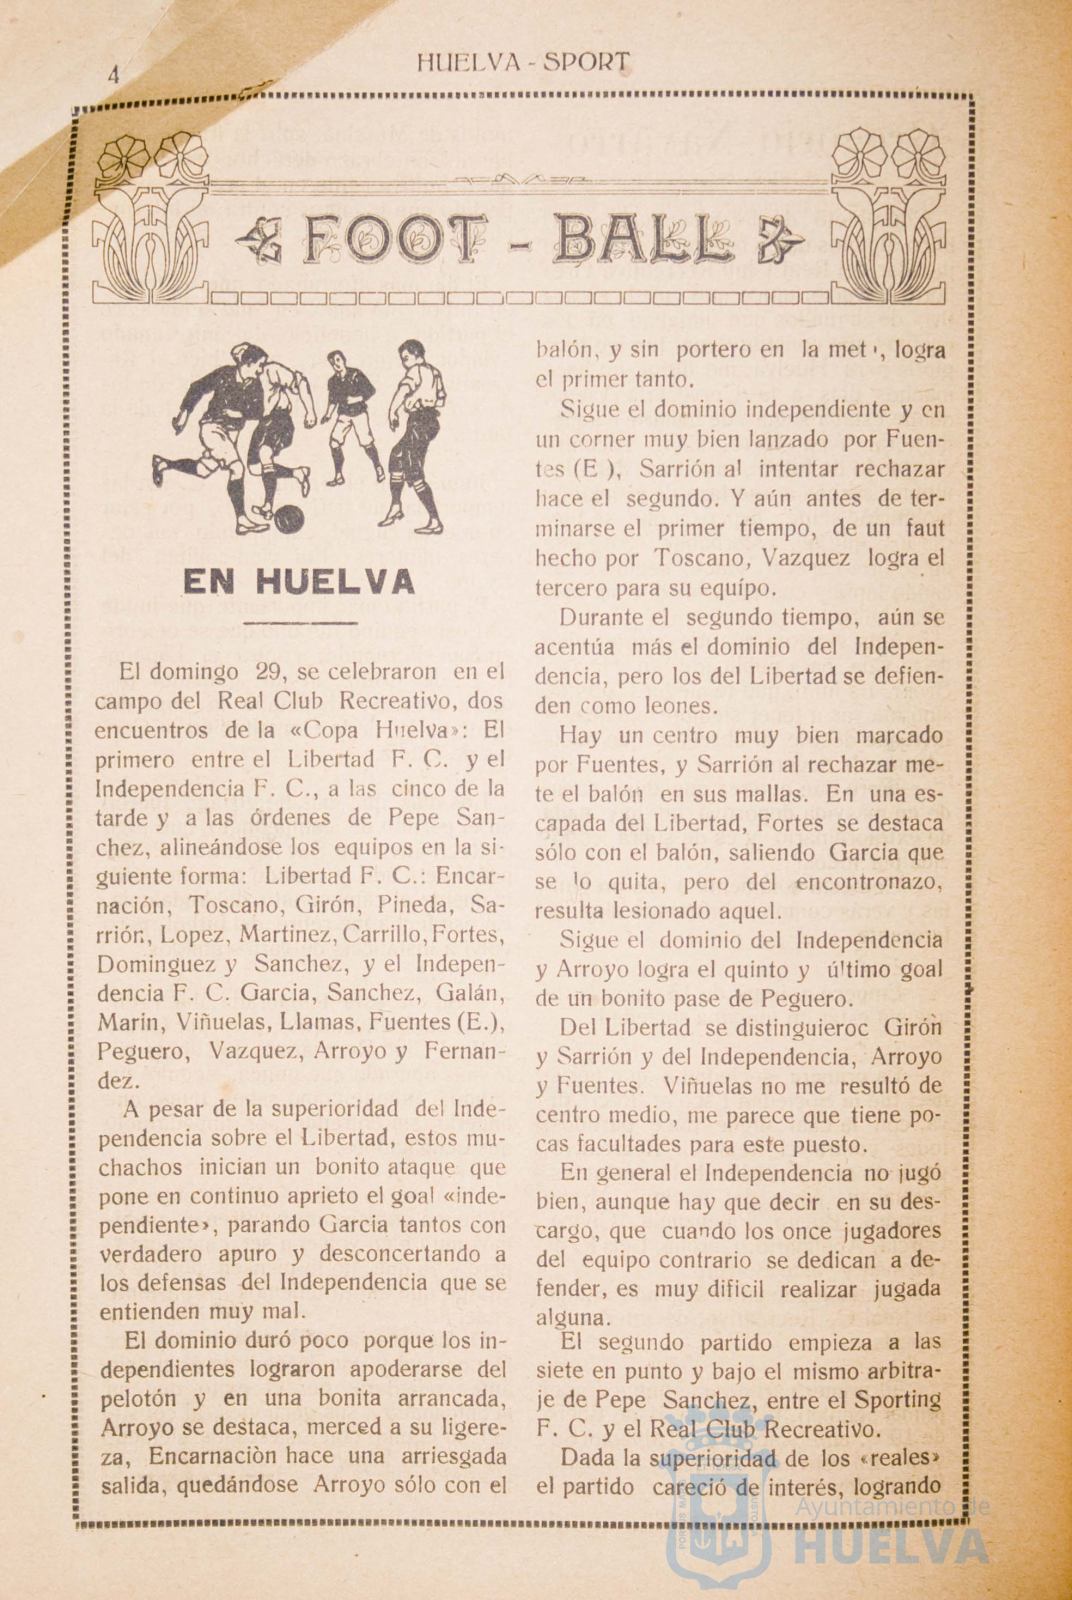 4
HUELVA - SPORT
FOOT - BALL
EN HUELVA
El domingo 29, se celebraron en el
campo del Real Club Recreativo, dos
encuentros de la «Copa Huelva»: El
primero entre el Libertad F. C. y el
Independencia F. C., a las cinco de la
tarde y a las órdenes de Pepe San-
chez, alineándose los equipos en la si-
guiente forma: Libertad F. C.: Encar-
nación, Toscano, Girón, Pineda, Sa-
rrión, Lopez, Martinez, Carrillo, Fortes,
Dominguez y Sanchez, y el Indepen-
dencia F. C. Garcia, Sanchez, Galán,
Marin, Viñuelas, Llamas, Fuentes (E.),
Peguero, Vazquez, Arroyo y Fernan-
dez.
A pesar de la superioridad del Inde-
pendencia sobre el Libertad, estos mu-
chachos inician un bonito ataque que
pone en continuo aprieto el goal «inde-
pendiente», parando Garcia tantos con
verdadero apuro y desconcertando a
los defensas del Independencia que se
entienden muy mal.
El dominio duró poco porque los in-
dependientes lograron apoderarse del
pelotón y en una bonita arrancada,
Arroyo se destaca, merced a su ligere-
za, Encarnaciòn hace una arriesgada
salida, quedándose Arroyo sólo con el
balón, y sin portero en la met', logra
el primer tanto.
Sigue el dominio independiente y en
un corner muy bien lanzado por Fuen-
tes (E ), Sarrión al intentar rechazar
hace el segundo. Y aún antes de ter-
minarse el primer tiempo, de un faut
hecho por Toscano, Vazquez logra el
tercero para su equípo.
Durante el segundo tiempo, aún se
acentúa más el dominio del Indepen-
dencia, pero los del Libertad se defien-
den como leones.
Hay un centro muy bien marcado
por Fuentes, y Sarrión al rechazar me-
te el balón en sus mallas. En una es-
capada del Libertad, Fortes se destaca
sólo con el balón, saliendo Garcia que
se lo quita, pero del encontronazo,
resulta lesionado aquel.
Sigue el dominio del Independencia
y Arroyo logra el quinto y último goal
de un bonito pase de Peguero.
Del Libertad se distinguieroc Girón
y Sarrión y del Independencia, Arroyo
y Fuentes. Viñuelas no me resultó de
centro medio, me parece que tiene po-
cas facultades para este puesto.
En general el Independencia no jugó
bien, aunque hay que decir en su des-
cargo, que cuando los once jugadores
del equipo contrario se dedican a de-
fender, es muy dificil realizar jugada
alguna.
El segundo partido empieza a las
siete en punto y bajo el mismo arbitra-
je de Pepe Sanchez, entre el Sporting
F. C. y el Real Club Recreativo.
Dada la superioridad de los «reales»
el partido careció de interés, logrando
Ayuntamiento de
HUELVA